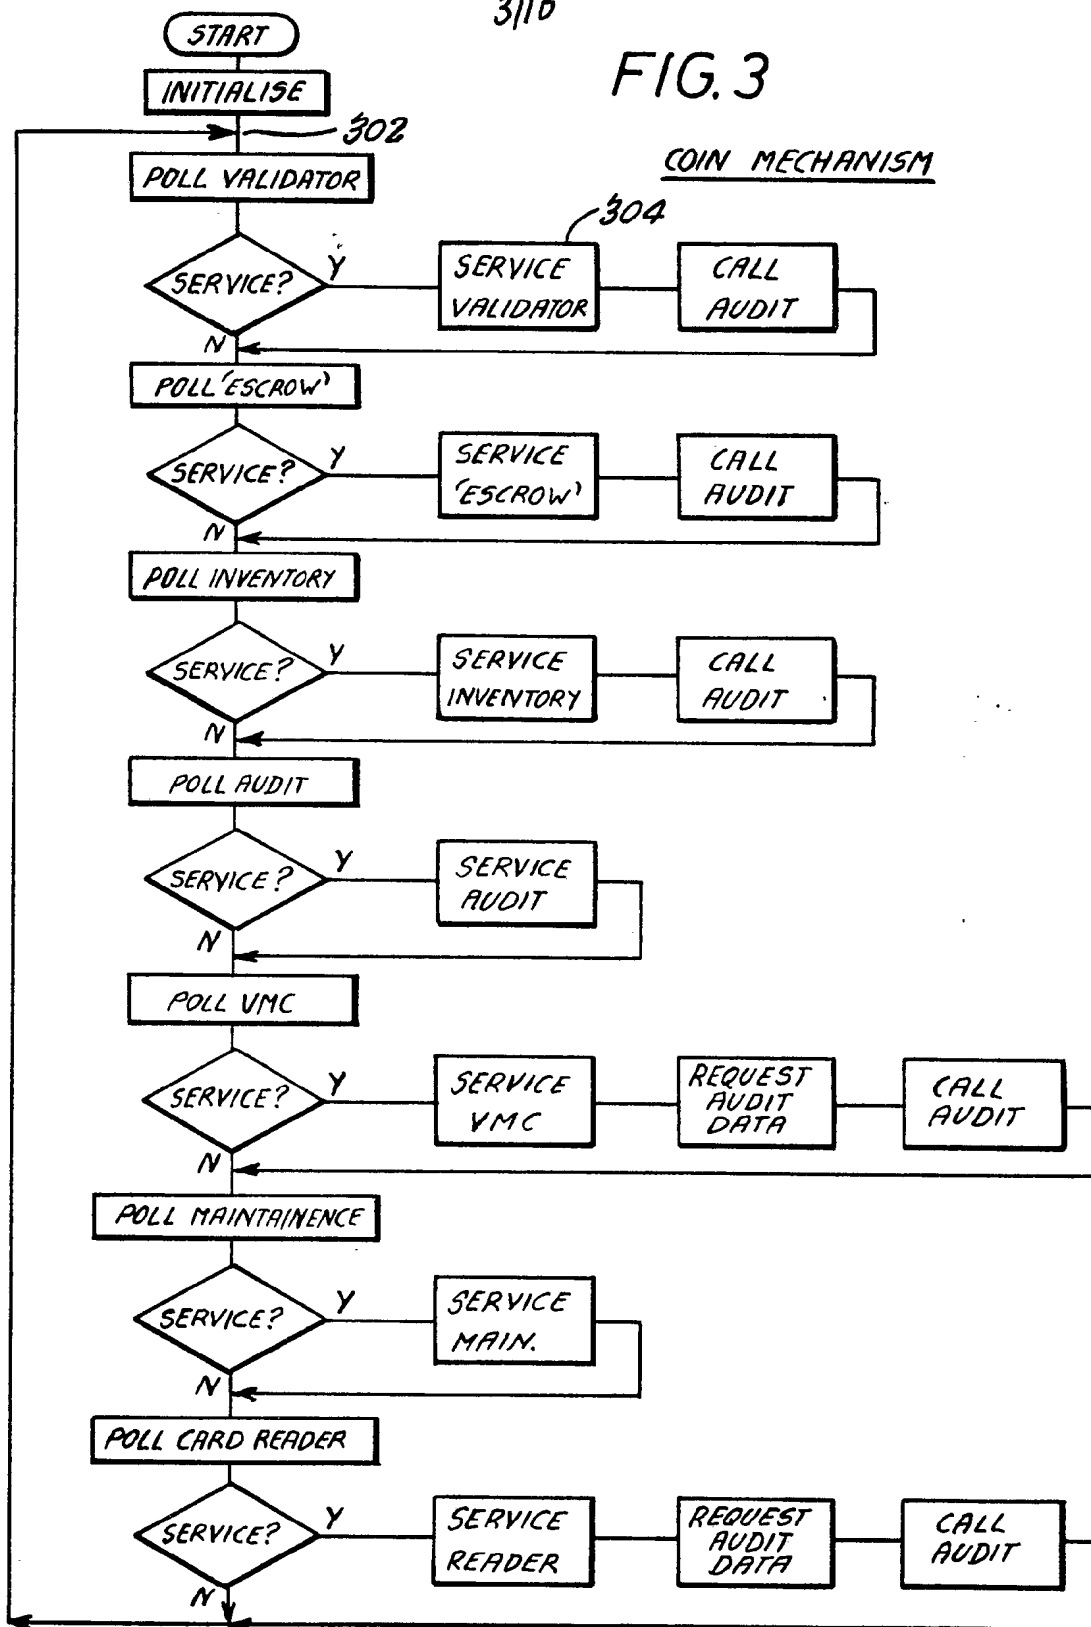 3/10
START
FIG. 3
INITIALISE
302
COIN MECHANISM
POLL VALIDATOR
304
SERVICE?
Y
SERVICE
VALIDATOR
CALL
AUDIT
N
POLL 'ESCROW'
SERVICE?
Y
SERVICE
'ESCROW'
CALL
AUDIT
N
POLL INVENTORY
SERVICE?
Y
SERVICE
INVENTORY
CALL
AUDIT
N
POLL AUDIT
SERVICE?
Y
SERVICE
AUDIT
N
POLL VMC
SERVICE?
Y
SERVICE
VMC
REQUEST
AUDIT
DATA
CALL
AUDIT
N
POLL MAINTAINENCE
SERVICE?
Y
SERVICE
MAIN.
N
POLL CARD READER
SERVICE?
Y
SERVICE
READER
REQUEST
AUDIT
DATA
CALL
AUDIT
N